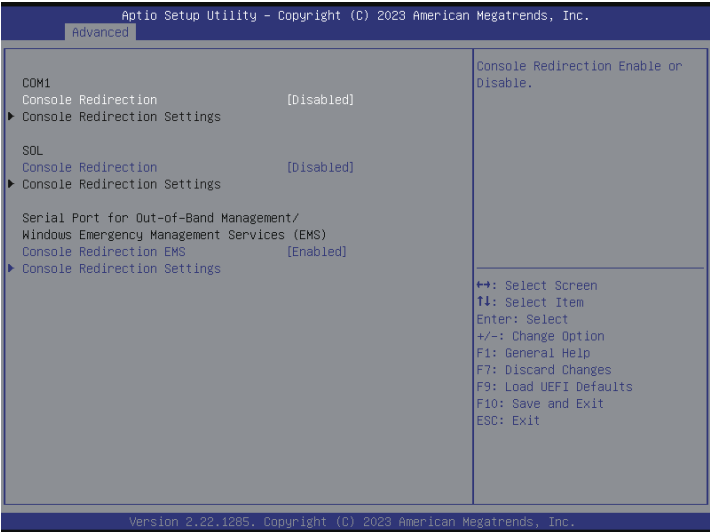 Aptio Setup Utility – Copyright (C) 2023 American Megatrends, Inc.
Advanced
COM1
Console Redirection [Disabled]
Console Redirection Settings
SOL
Console Redirection [Disabled]
Console Redirection Settings
Serial Port for Out-of-Band Management/
Windows Emergency Management Services (EMS)
Console Redirection EMS [Enabled]
Console Redirection Settings
Console Redirection Enable or
Disable.
↔: Select Screen
↑↓: Select Item
Enter: Select
+/-: Change Option
F1: General Help
F7: Discard Changes
F9: Load UEFI Defaults
F10: Save and Exit
ESC: Exit
Version 2.22.1285. Copyright (C) 2023 American Megatrends, Inc.